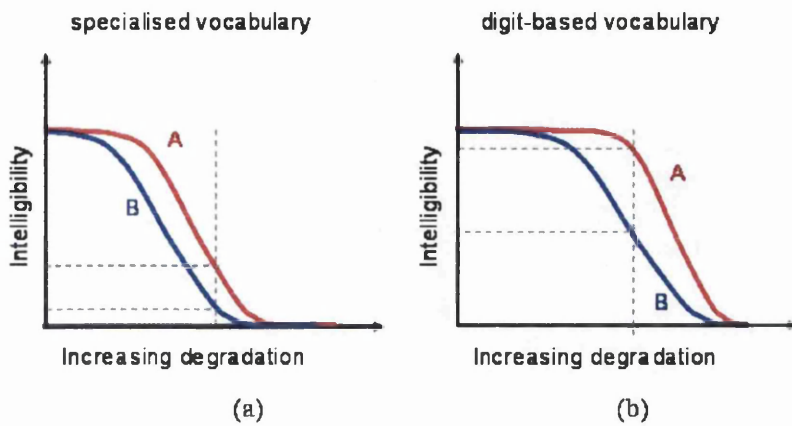 specialised vocabulary
digit-based vocabulary
Intelligibility
A
B
Increasing degradation
(a)
Intelligibility
A
B
Increasing degradation
(b)